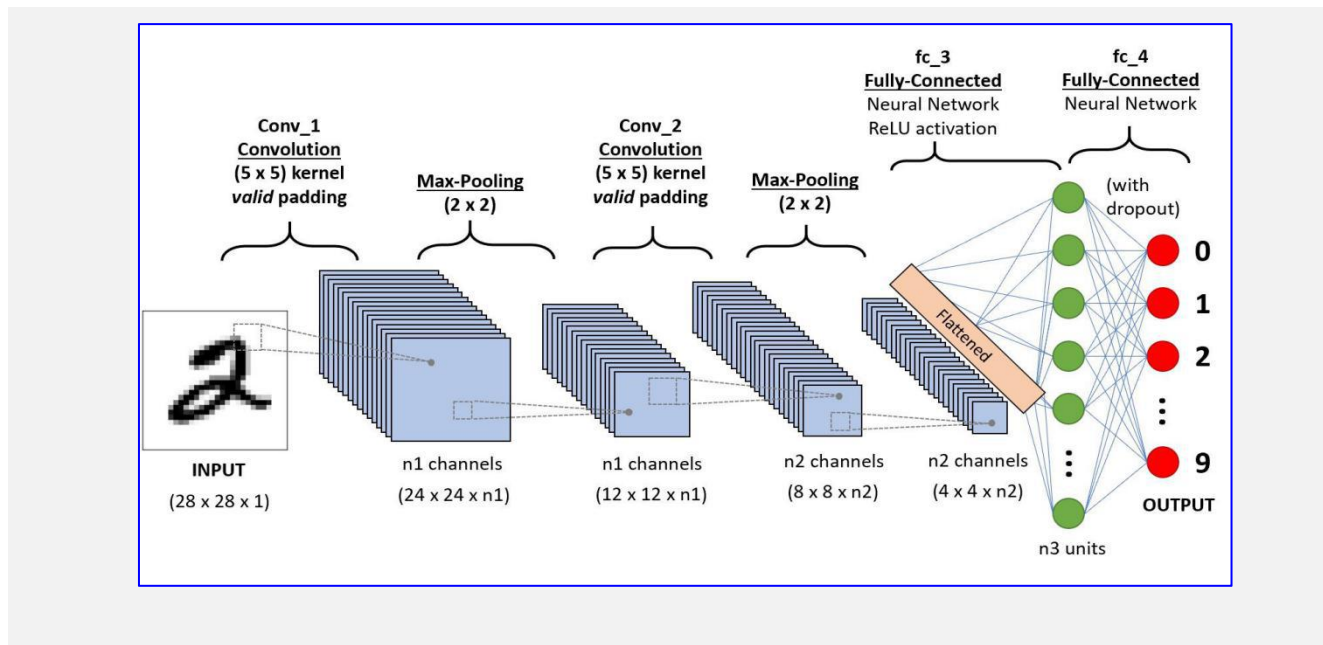 fc_3
Fully-Connected
Neural Network
ReLU activation
fc_4
Fully-Connected
Neural Network
Conv_1
Convolution
(5 x 5) kernel
valid padding
Max-Pooling
(2 x 2)
Conv_2
Convolution
(5 x 5) kernel
valid padding
Max-Pooling
(2 x 2)
(with
dropout)
2
Flattened
0
1
2
...
9
OUTPUT
...
INPUT
(28 x 28 x 1)
n1 channels
(24 x 24 x n1)
n1 channels
(12 x 12 x n1)
n2 channels
(8 x 8 x n2)
n2 channels
(4 x 4 x n2)
n3 units